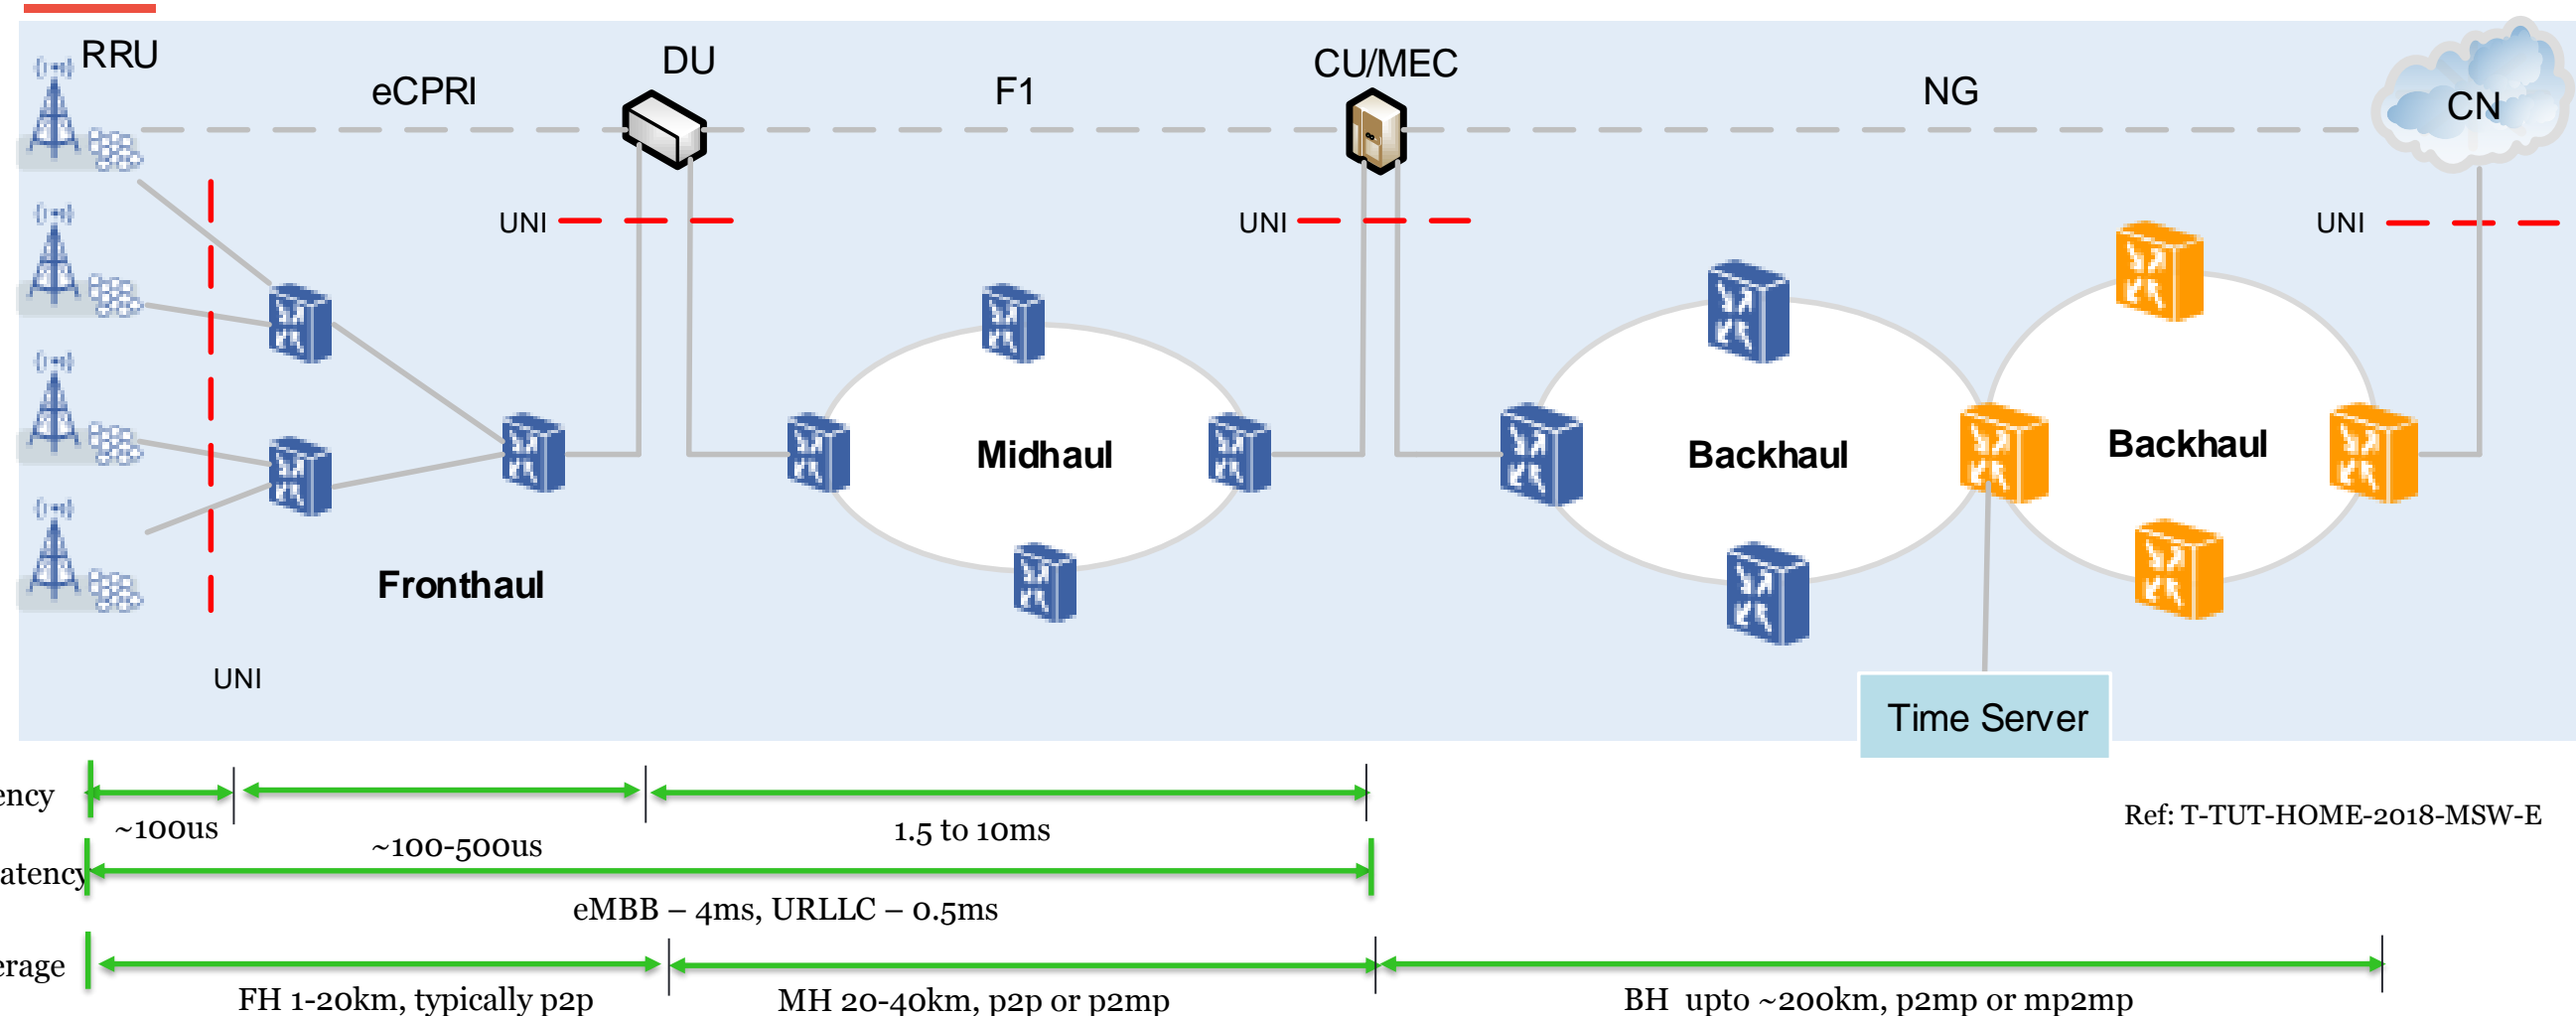 RRU
eCPRI
DU
F1
CU/MEC
NG
CN
UNI
UNI
UNI
Midhaul
Backhaul
Backhaul
Fronthaul
UNI
Time Server
ency
~100us
~100-500us
1.5 to 10ms
Ref: T-TUT-HOME-2018-MSW-E
atency
eMBB – 4ms, URLLC – 0.5ms
erage
FH 1-20km, typically p2p
MH 20-40km, p2p or p2mp
BH upto ~200km, p2mp or mp2mp